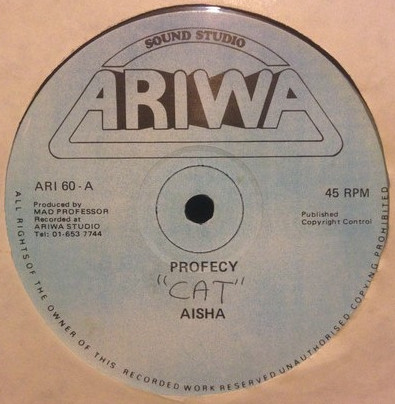 SOUND STUDIO
ARIWA
ARI 60-A
45 RPM
Produced by
MAD PROFESSOR
Recorded at
ARIWA STUDIO
Tel: 01-653 7744
Published
Copyright Control
PROFECY
"CAT"
AISHA
ALL RIGHTS OF THE OWNER OF THIS RECORDED WORK RESERVED UNAUTHORISED COPYING PROHIBITED